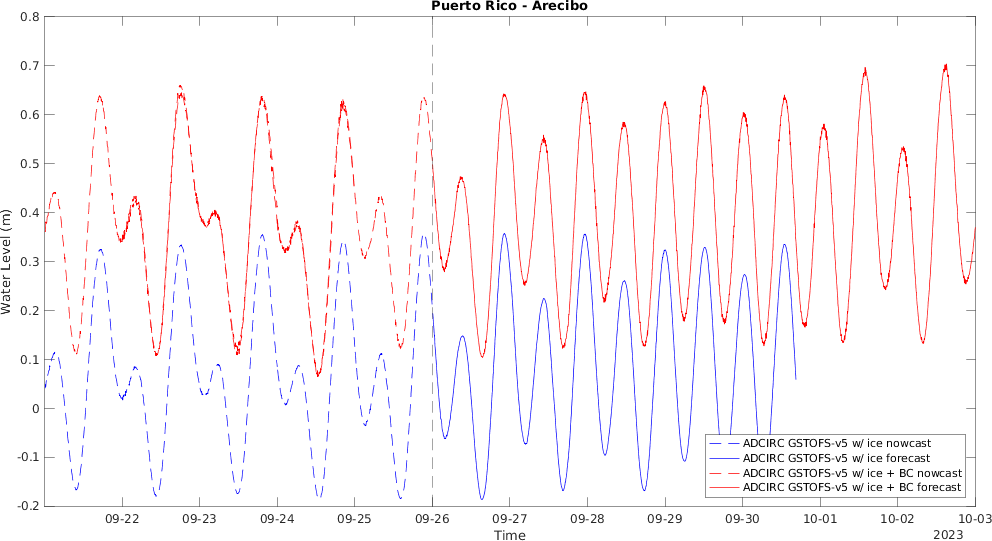 Puerto Rico - Arecibo
0.8
0.7
0.6
0.5
0.4
0.3
0.2
0.1
0
-0.1
-0.2
Water Level (m)
ADCIRC GSTOFS-v5 w/ ice nowcast
ADCIRC GSTOFS-v5 w/ ice forecast
ADCIRC GSTOFS-v5 w/ ice + BC nowcast
ADCIRC GSTOFS-v5 w/ ice + BC forecast
09-22 09-23 09-24 09-25 09-26 09-27 09-28 09-29 09-30 10-01 10-02 10-03
Time
2023